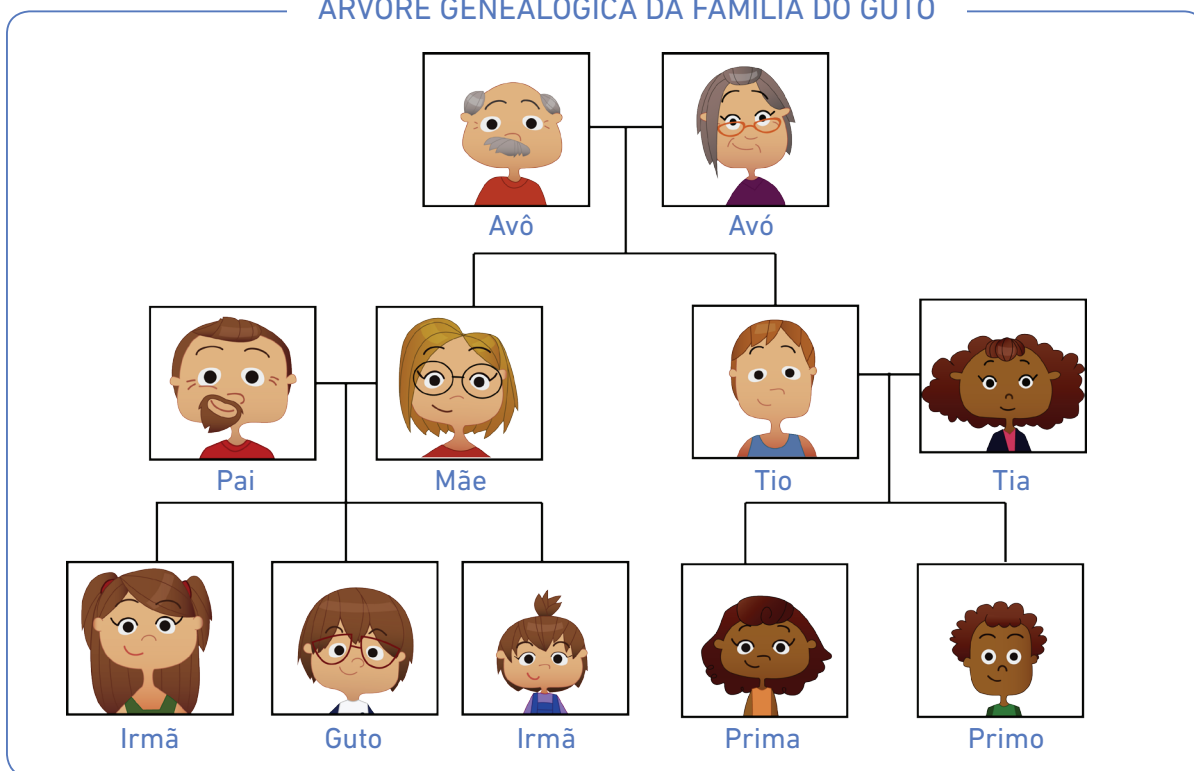 ÁRVORE GENEALÓGICA DA FAMÍLIA DO GUTO
Avô Avó
Pai Mãe Tio Tia
Irmã Guto Irmã Prima Primo